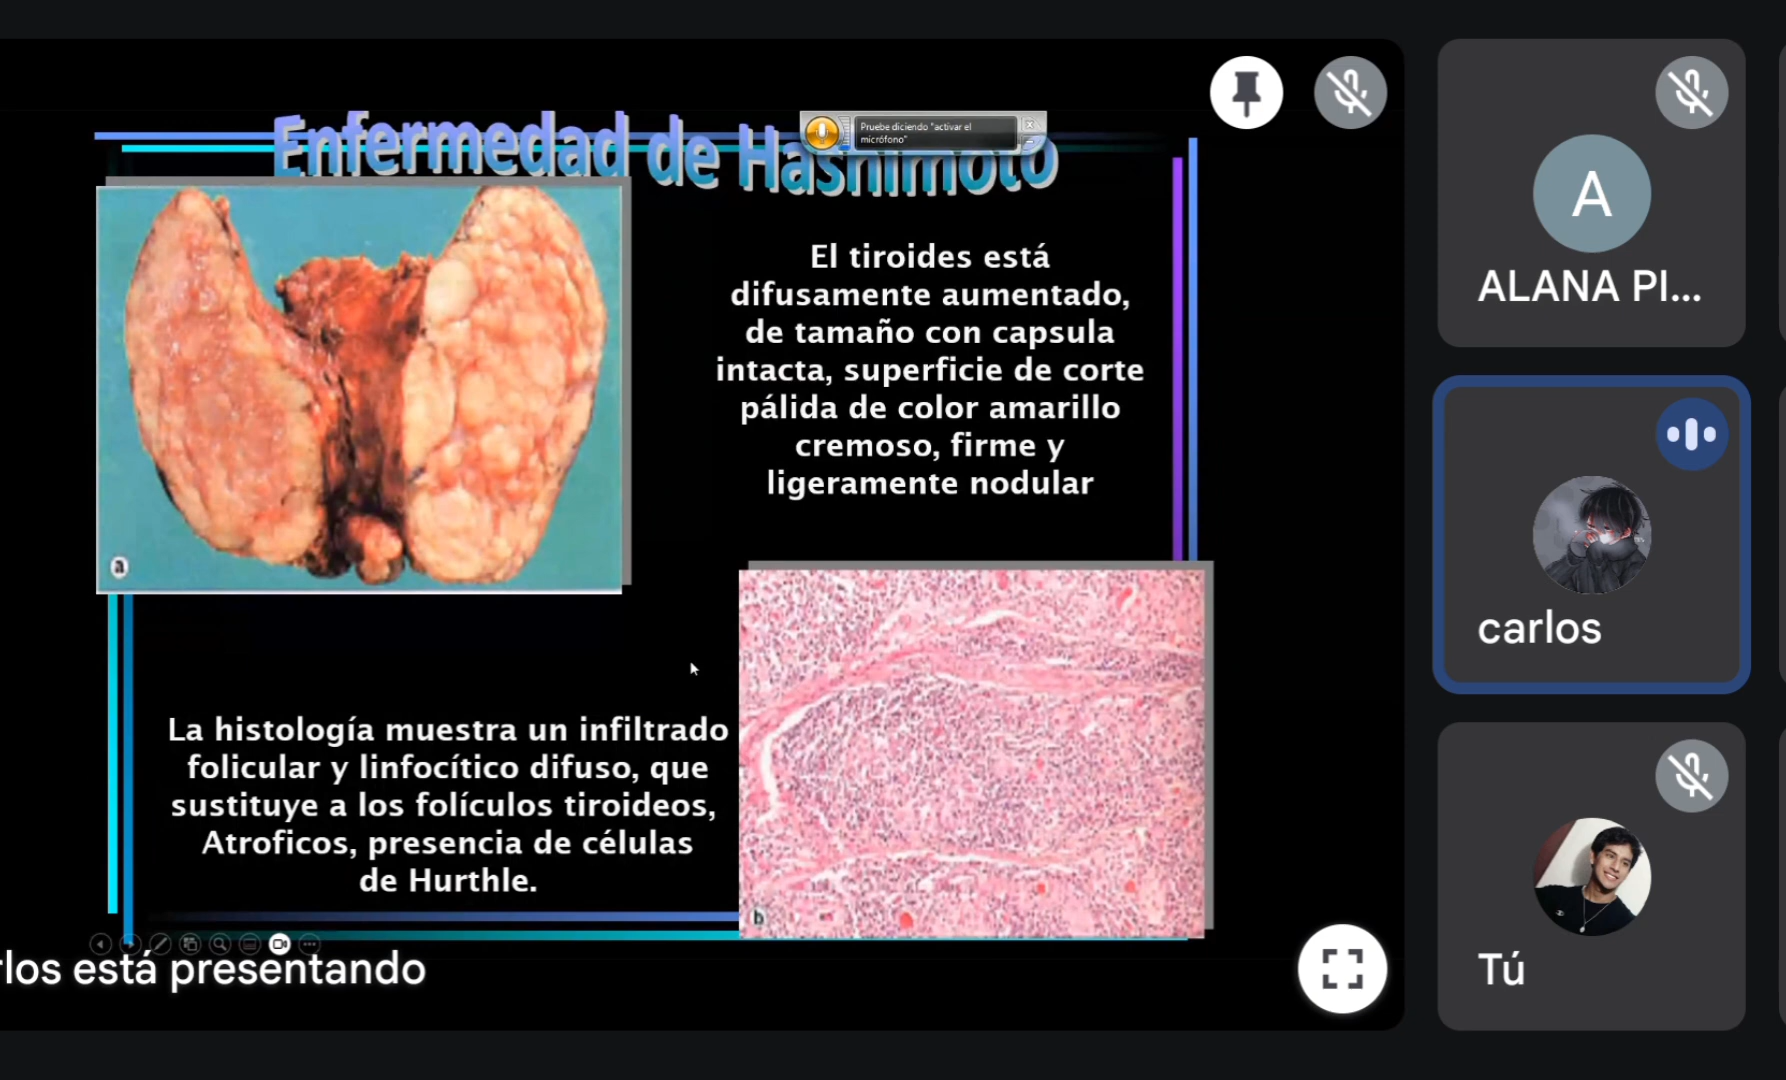 Enfermedad de Hashimoto
Pruebe diciendo "activar el
micrófono"
El tiroides está
difusamente aumentado,
de tamaño con capsula
intacta, superficie de corte
pálida de color amarillo
cremoso, firme y
ligeramente nodular
a
La histología muestra un infiltrado
folicular y linfocítico difuso, que
sustituye a los folículos tiroideos,
Atroficos, presencia de células
de Hurthle.
b
rlos está presentando
A
ALANA PI...
carlos
Tú